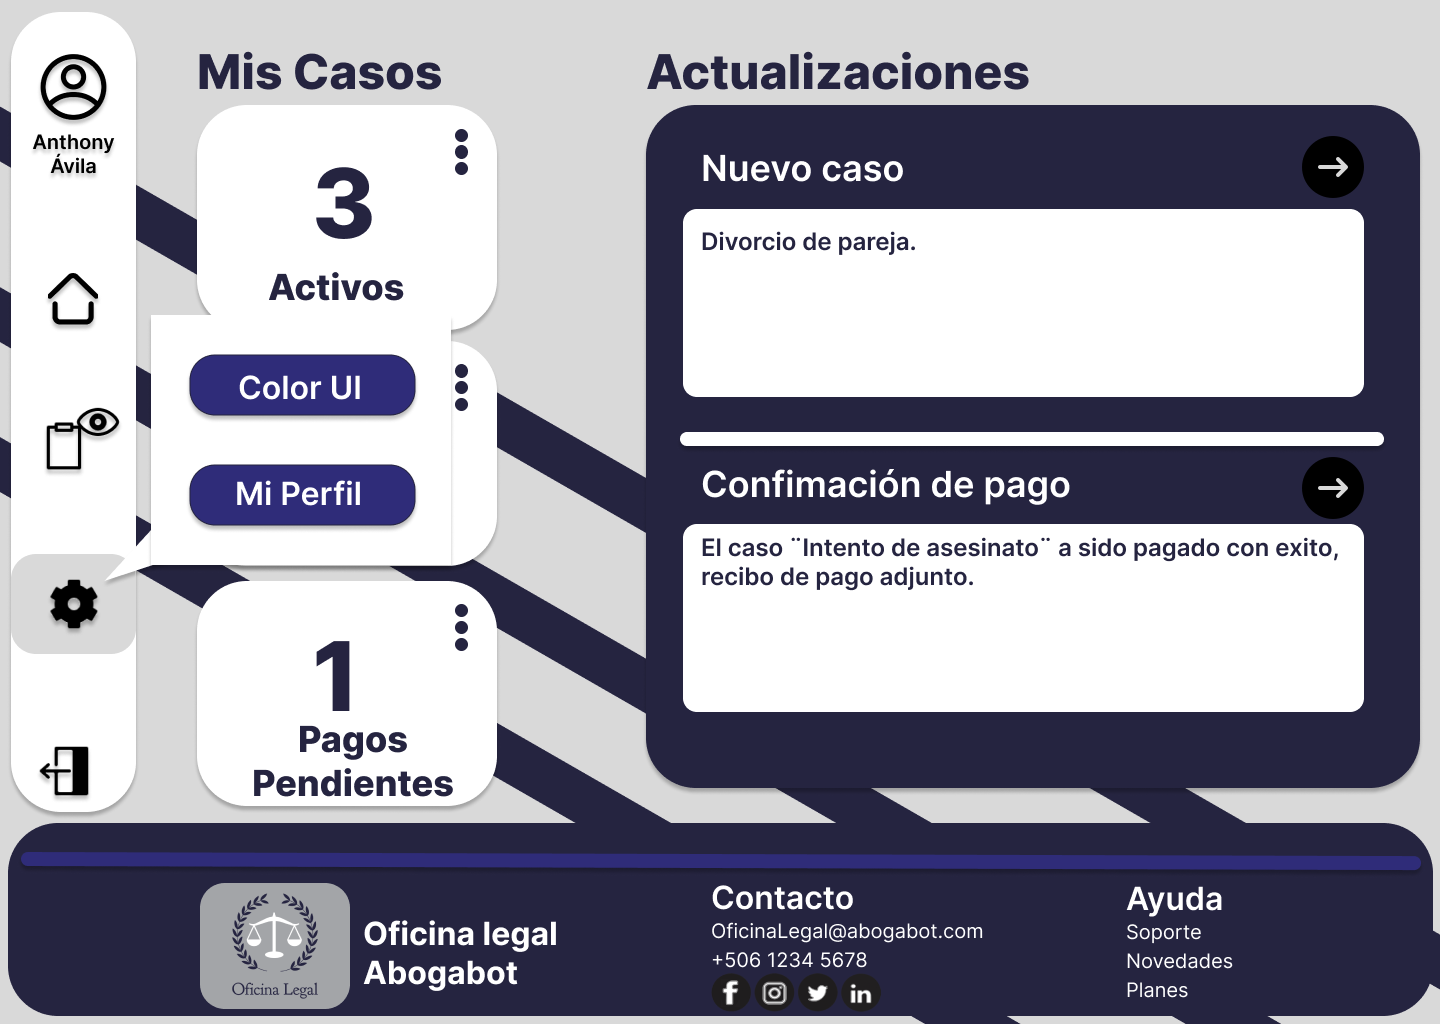 Anthony
Ávila
Mis Casos
3
Activos
Color UI
Mi Perfil
1
Pagos
Pendientes
Actualizaciones
Nuevo caso
Divorcio de pareja.
Confimación de pago
El caso ¨Intento de asesinato¨ a sido pagado con exito,
recibo de pago adjunto.
Oficina Legal
Oficina legal
Abogabot
Contacto
OficinaLegal@abogabot.com
+506 1234 5678
Ayuda
Soporte
Novedades
Planes